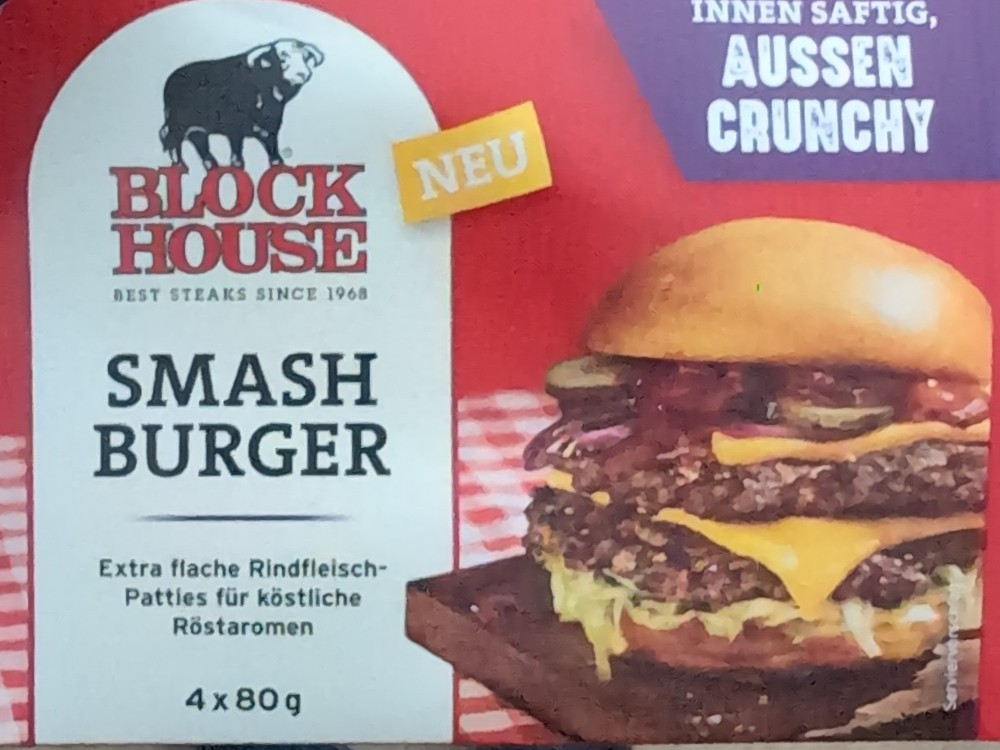 INNEN SAFTIG,
AUSSEN
CRUNCHY
NEU
BLOCK
HOUSE
BEST STEAKS SINCE 1968
SMASH
BURGER
Extra flache Rindfleisch-
Patties für köstliche
Röstaromen
4 x 80 g